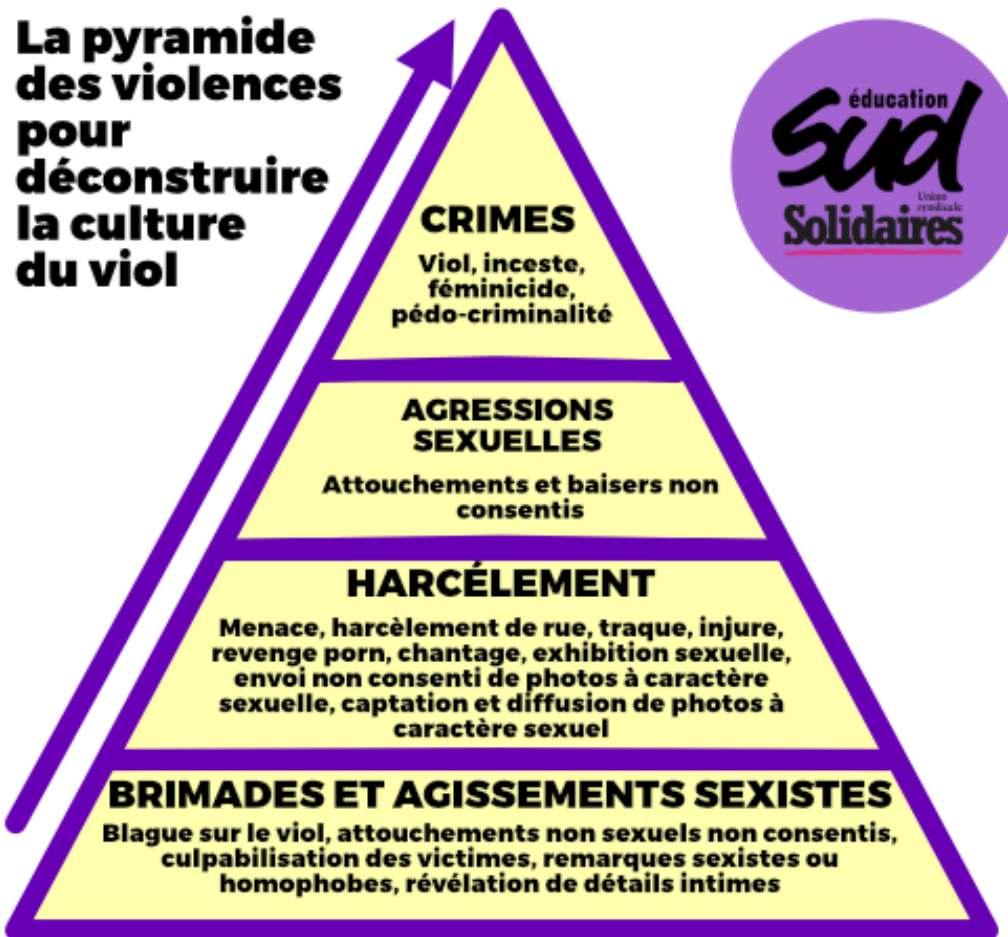 La pyramide
des violences
pour
déconstruire
la culture
du viol
éducation
Sud
Union
syndicale
Solidaires
CRIMES
Viol, inceste,
féminicide,
pédo-criminalité
AGRESSIONS
SEXUELLES
Attouchements et baisers non
consentis
HARCÉLEMENT
Menace, harcèlement de rue, traque, injure,
revenge porn, chantage, exhibition sexuelle,
envoi non consenti de photos à caractère
sexuelle, captation et diffusion de photos à
caractère sexuel
BRIMADES ET AGISSEMENTS SEXISTES
Blague sur le viol, attouchements non sexuels non consentis,
culpabilisation des victimes, remarques sexistes ou
homophobes, révélation de détails intimes